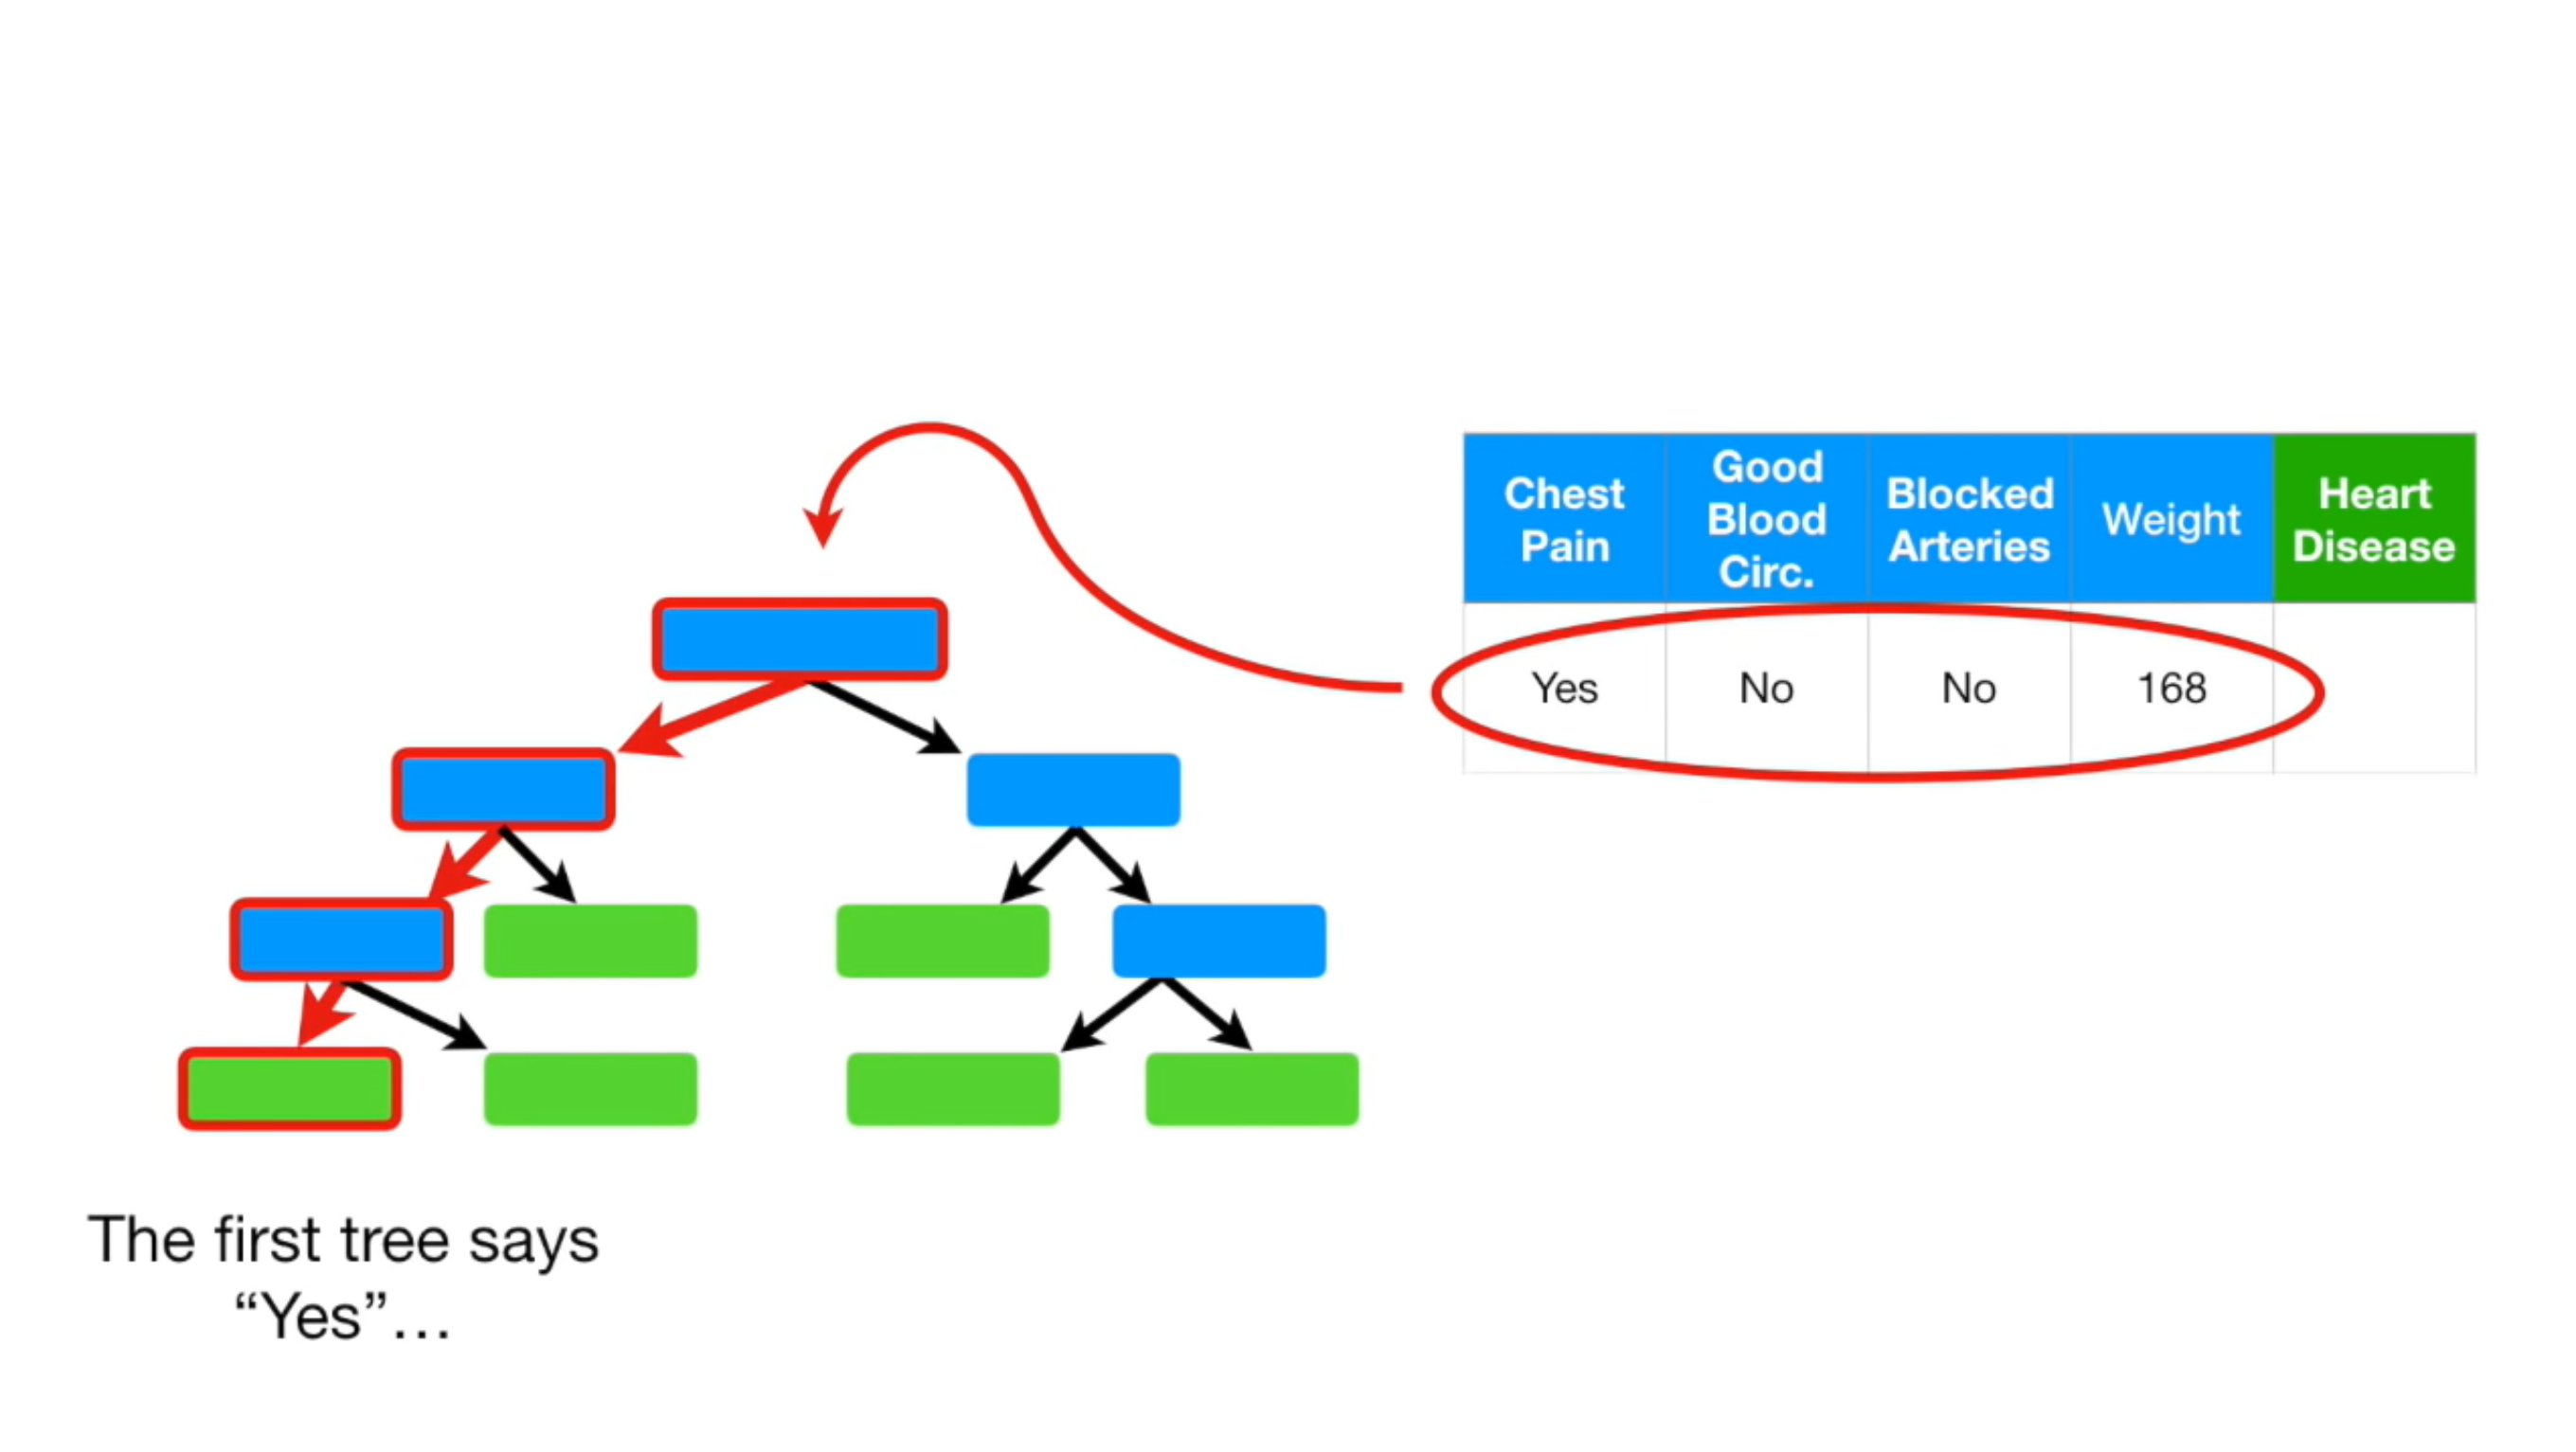 Chest
Pain
Good
Blood
Circ.
Blocked
Arteries
Weight
Heart
Disease
Yes
No
No
168
The first tree says
“Yes”…